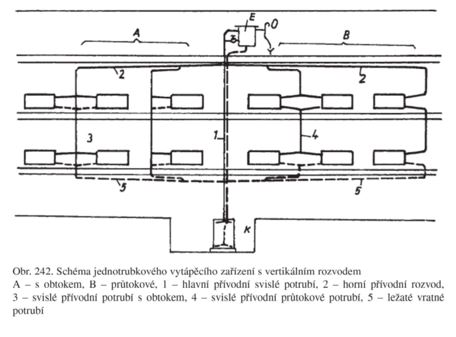 E
O
A
B
2
2
3
1
4
5
5
K
Obr. 242. Schéma jednotrubkového vytápěcího zařízení s vertikálním rozvodem
A – s obtokem, B – průtokové, 1 – hlavní přívodní svislé potrubí, 2 – horní přívodní rozvod,
3 – svislé přívodní potrubí s obtokem, 4 – svislé přívodní průtokové potrubí, 5 – ležaté vratné
potrubí